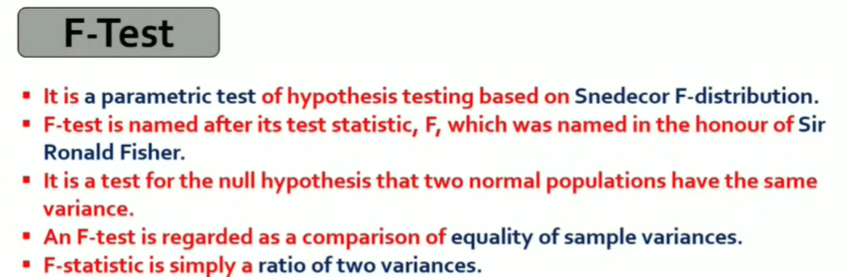 F-Test
▪ It is a parametric test of hypothesis testing based on Snedecor F-distribution.
▪ F-test is named after its test statistic, F, which was named in the honour of Sir
Ronald Fisher.
▪ It is a test for the null hypothesis that two normal populations have the same
variance.
▪ An F-test is regarded as a comparison of equality of sample variances.
▪ F-statistic is simply a ratio of two variances.